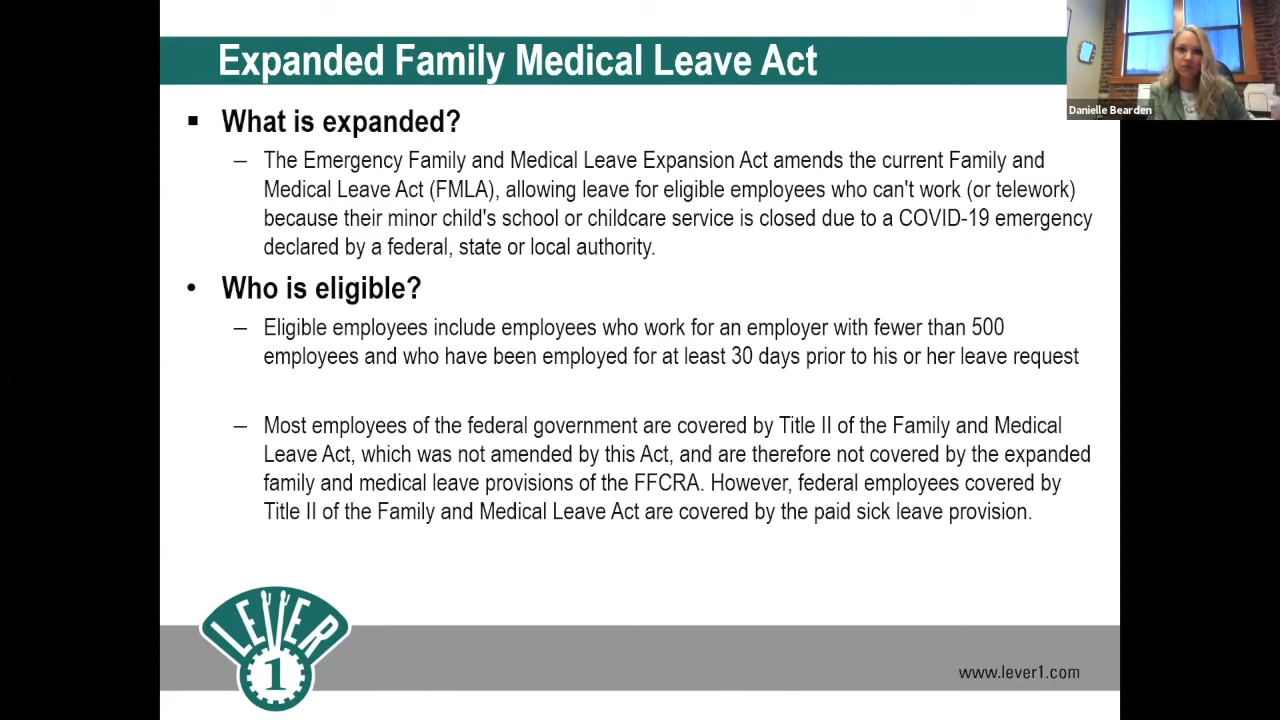 Expanded Family Medical Leave Act
Danielle Bearden
▪ What is expanded?
– The Emergency Family and Medical Leave Expansion Act amends the current Family and
Medical Leave Act (FMLA), allowing leave for eligible employees who can't work (or telework)
because their minor child's school or childcare service is closed due to a COVID-19 emergency
declared by a federal, state or local authority.
• Who is eligible?
– Eligible employees include employees who work for an employer with fewer than 500
employees and who have been employed for at least 30 days prior to his or her leave request
– Most employees of the federal government are covered by Title II of the Family and Medical
Leave Act, which was not amended by this Act, and are therefore not covered by the expanded
family and medical leave provisions of the FFCRA. However, federal employees covered by
Title II of the Family and Medical Leave Act are covered by the paid sick leave provision.
LEVER
1
www.lever1.com